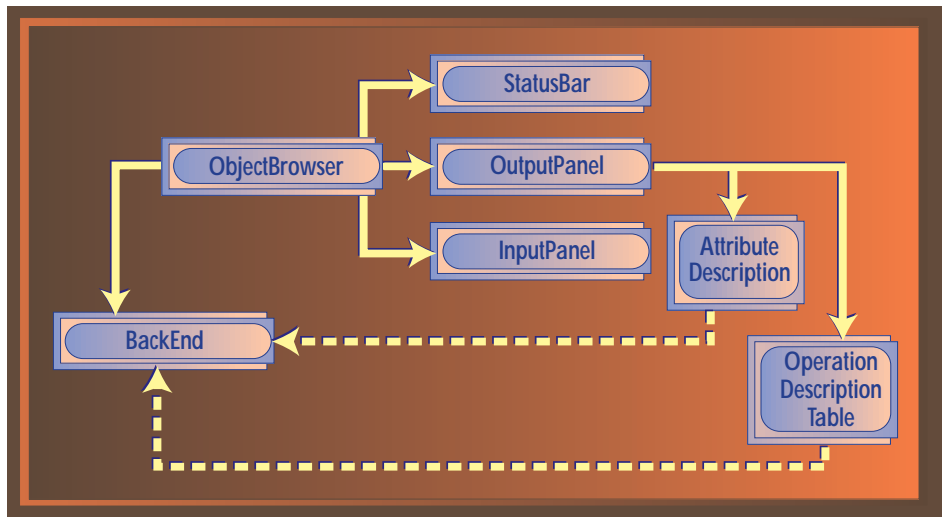 StatusBar
ObjectBrowser
OutputPanel
InputPanel
Attribute
Description
BackEnd
Operation
Description
Table